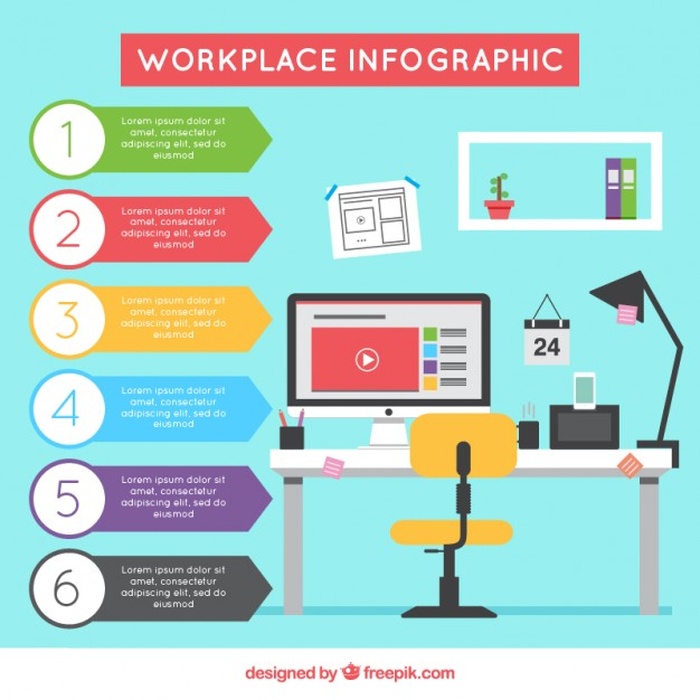 WORKPLACE INFOGRAPHIC
1
Lorem ipsum dolor sit
amet, consectetur
adipiscing elit, sed do
eiusmod
2
Lorem ipsum dolor sit
amet, consectetur
adipiscing elit, sed do
eiusmod
3
Lorem ipsum dolor sit
amet, consectetur
adipiscing elit, sed do
eiusmod
4
Lorem ipsum dolor sit
amet, consectetur
adipiscing elit, sed do
eiusmod
5
Lorem ipsum dolor sit
amet, consectetur
adipiscing elit, sed do
eiusmod
6
Lorem ipsum dolor sit
amet, consectetur
adipiscing elit, sed do
eiusmod
24
designed by freepik.com